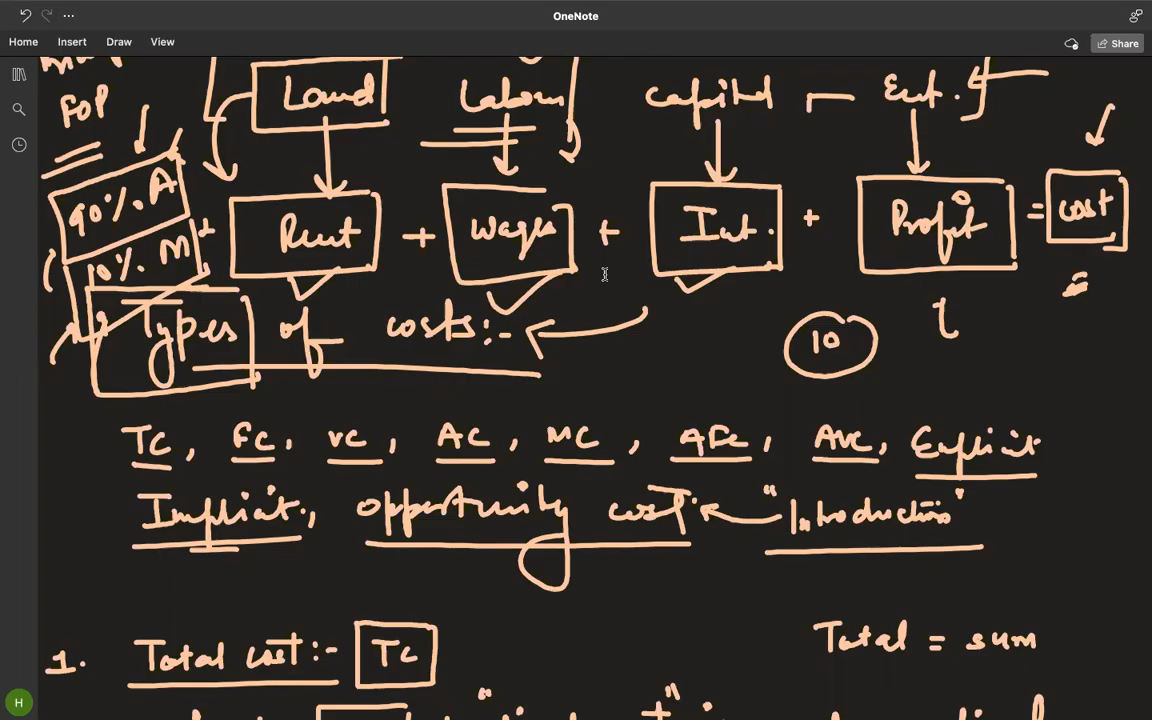 OneNote
Home Insert Draw View Share
FOP Land Labour capital Ent.
90%. A
10%. M
Rent + Wages + Int. + Profit = cost
Types of costs:- 10
TC, FC, VC, AC, MC, AFC, AVC, Explicit
Implicit, opportunity cost "Introduction"
1. Total cost:- TC Total = sum
H